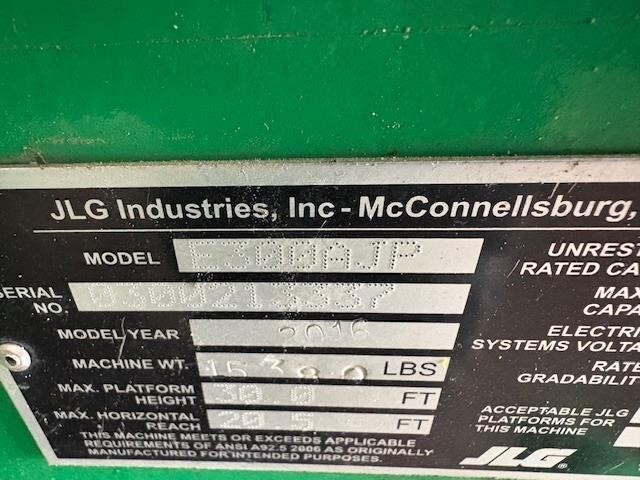 JLG Industries, Inc - McConnellsburg,
MODEL E300AJP
SERIAL NO. 0300213337
MODEL YEAR 2016
MACHINE WT. LBS
MAX. PLATFORM HEIGHT 30 0 FT
MAX. HORIZONTAL REACH 20 FT
THIS MACHINE MEETS OR EXCEEDS APPLICABLE
REQUIREMENTS OF ANSI A92.5 2006 AS ORIGINALLY
MANUFACTURED FOR INTENDED PURPOSES.
UNREST
RATED CA
MAX
CAPA
ELECTRI
SYSTEMS VOLTA
RATE
GRADABILIT
ACCEPTABLE JLG
PLATFORMS FOR
THIS MACHINE
JLG